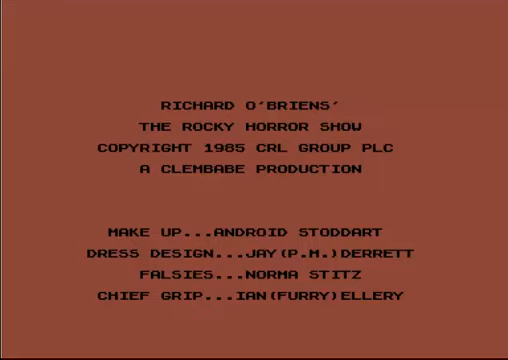 RICHARD O'BRIENS'
THE ROCKY HORROR SHOW
COPYRIGHT 1985 CRL GROUP PLC
A CLEMBABE PRODUCTION
MAKE UP...ANDROID STODDART
DRESS DESIGN...JAY(P.M.)DERRETT
FALSIES...NORMA STITZ
CHIEF GRIP...IAN(FURRY)ELLERY